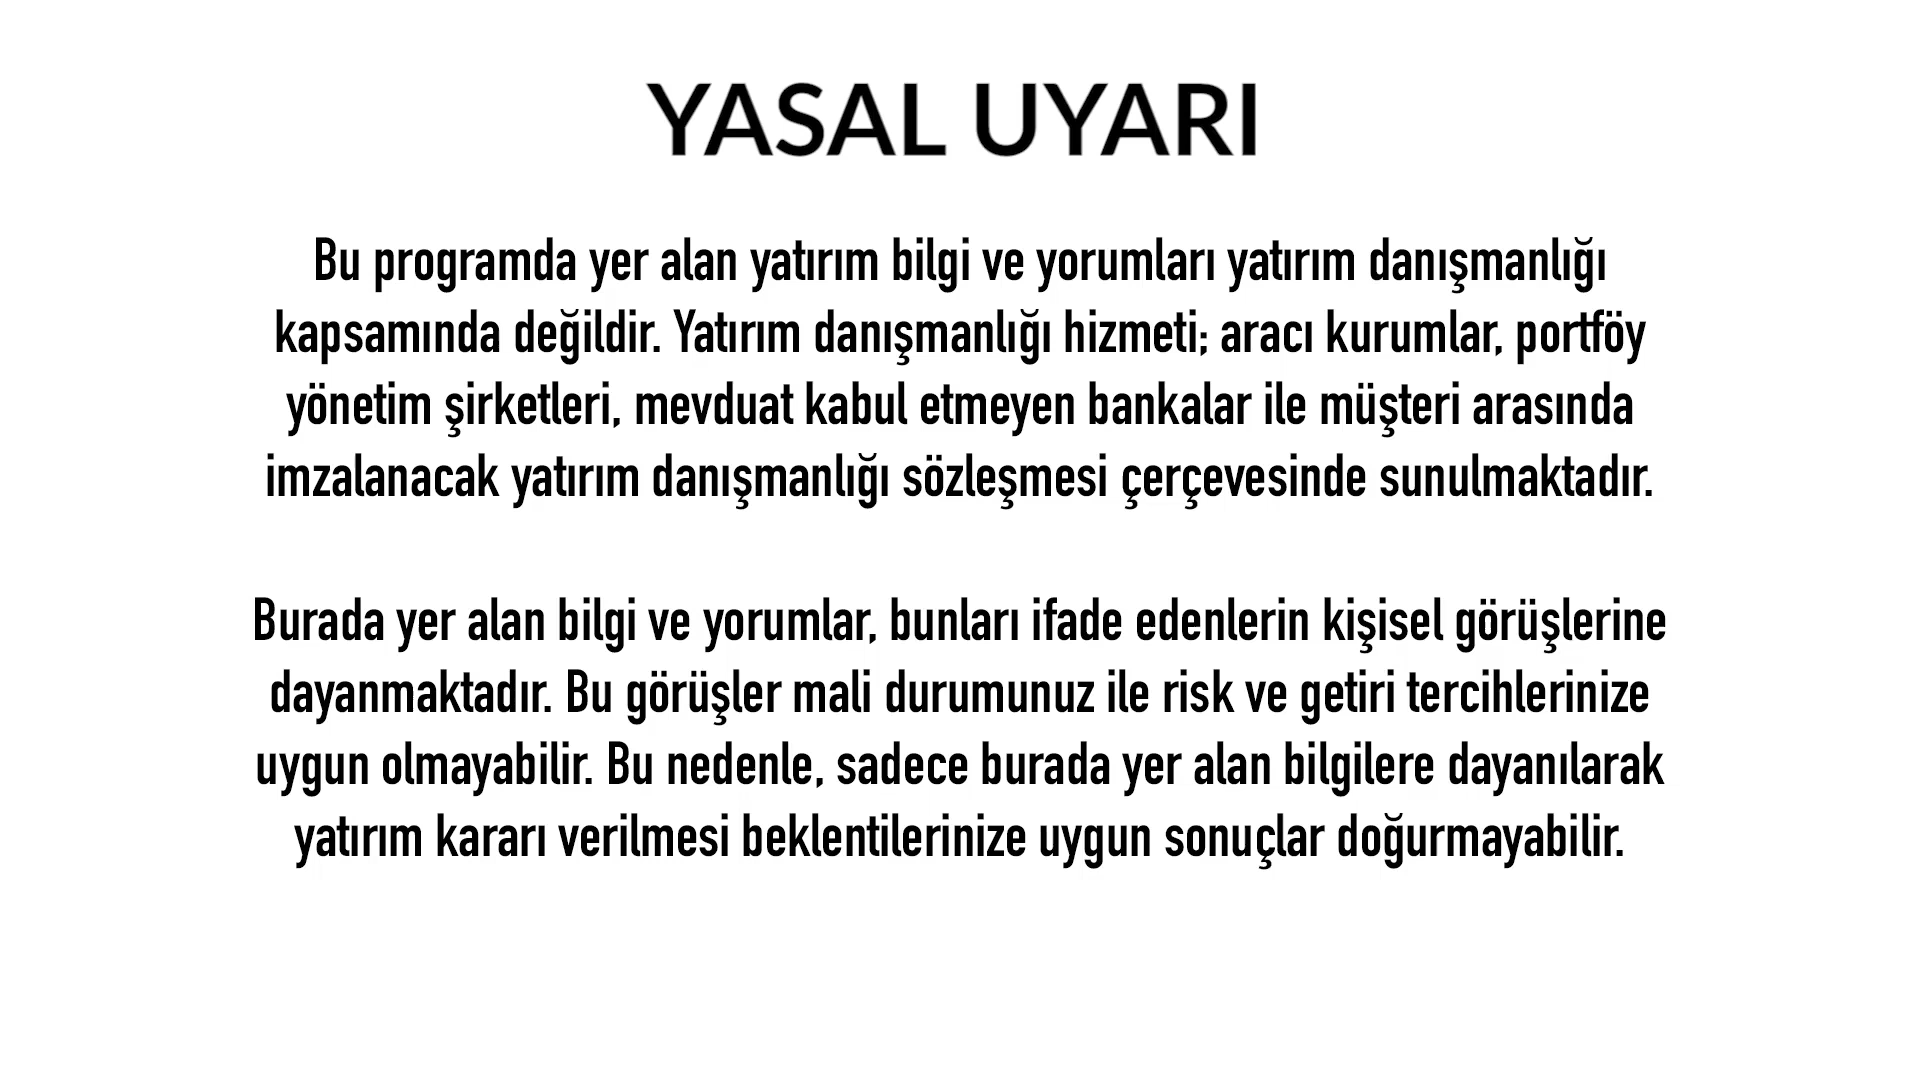 YASAL UYARI
Bu programda yer alan yatırım bilgi ve yorumları yatırım danışmanlığı
kapsamında değildir. Yatırım danışmanlığı hizmeti; aracı kurumlar, portföy
yönetim şirketleri, mevduat kabul etmeyen bankalar ile müşteri arasında
imzalanacak yatırım danışmanlığı sözleşmesi çerçevesinde sunulmaktadır.
Burada yer alan bilgi ve yorumlar, bunları ifade edenlerin kişisel görüşlerine
dayanmaktadır. Bu görüşler mali durumunuz ile risk ve getiri tercihlerinize
uygun olmayabilir. Bu nedenle, sadece burada yer alan bilgilere dayanılarak
yatırım kararı verilmesi beklentilerinize uygun sonuçlar doğurmayabilir.